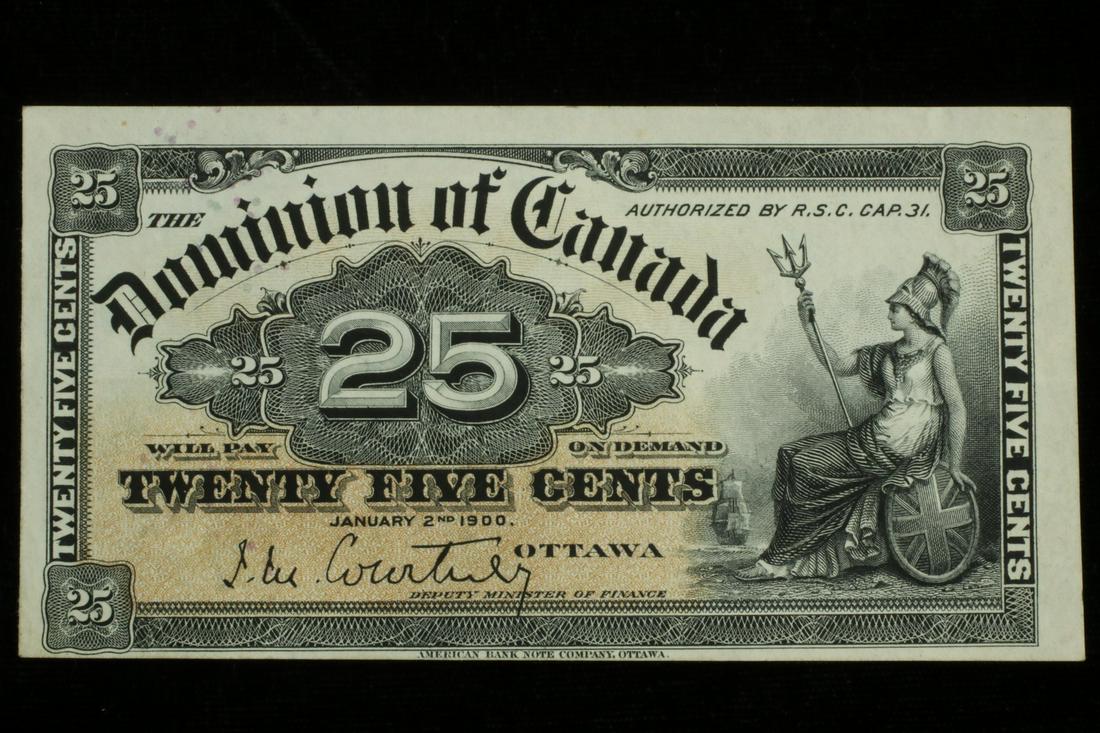 25
25
THE
Dominion of Canada
AUTHORIZED BY R.S.C. CAP. 31.
TWENTY FIVE CENTS
25
25
25
TWENTY FIVE CENTS
WILL PAY
ON DEMAND
TWENTY FIVE CENTS
JANUARY 2ND 1900.
J. M. Courtney
OTTAWA
DEPUTY MINISTER OF FINANCE
25
AMERICAN BANK NOTE COMPANY, OTTAWA.